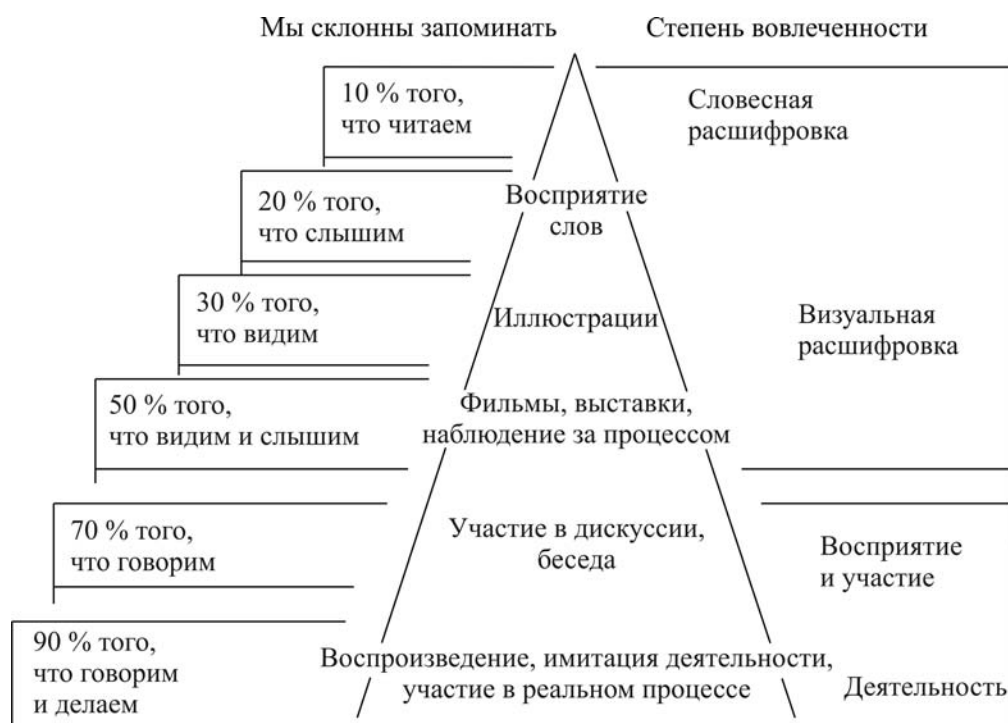 Мы склонны запоминать
Степень вовлеченности
10 % того,
что читаем
Словесная
расшифровка
20 % того,
что слышим
Восприятие
слов
30 % того,
что видим
Иллюстрации
Визуальная
расшифровка
50 % того,
что видим и слышим
Фильмы, выставки,
наблюдение за процессом
70 % того,
что говорим
Участие в дискуссии,
беседа
Восприятие
и участие
90 % того,
что говорим
и делаем
Воспроизведение, имитация деятельности,
участие в реальном процессе
Деятельность